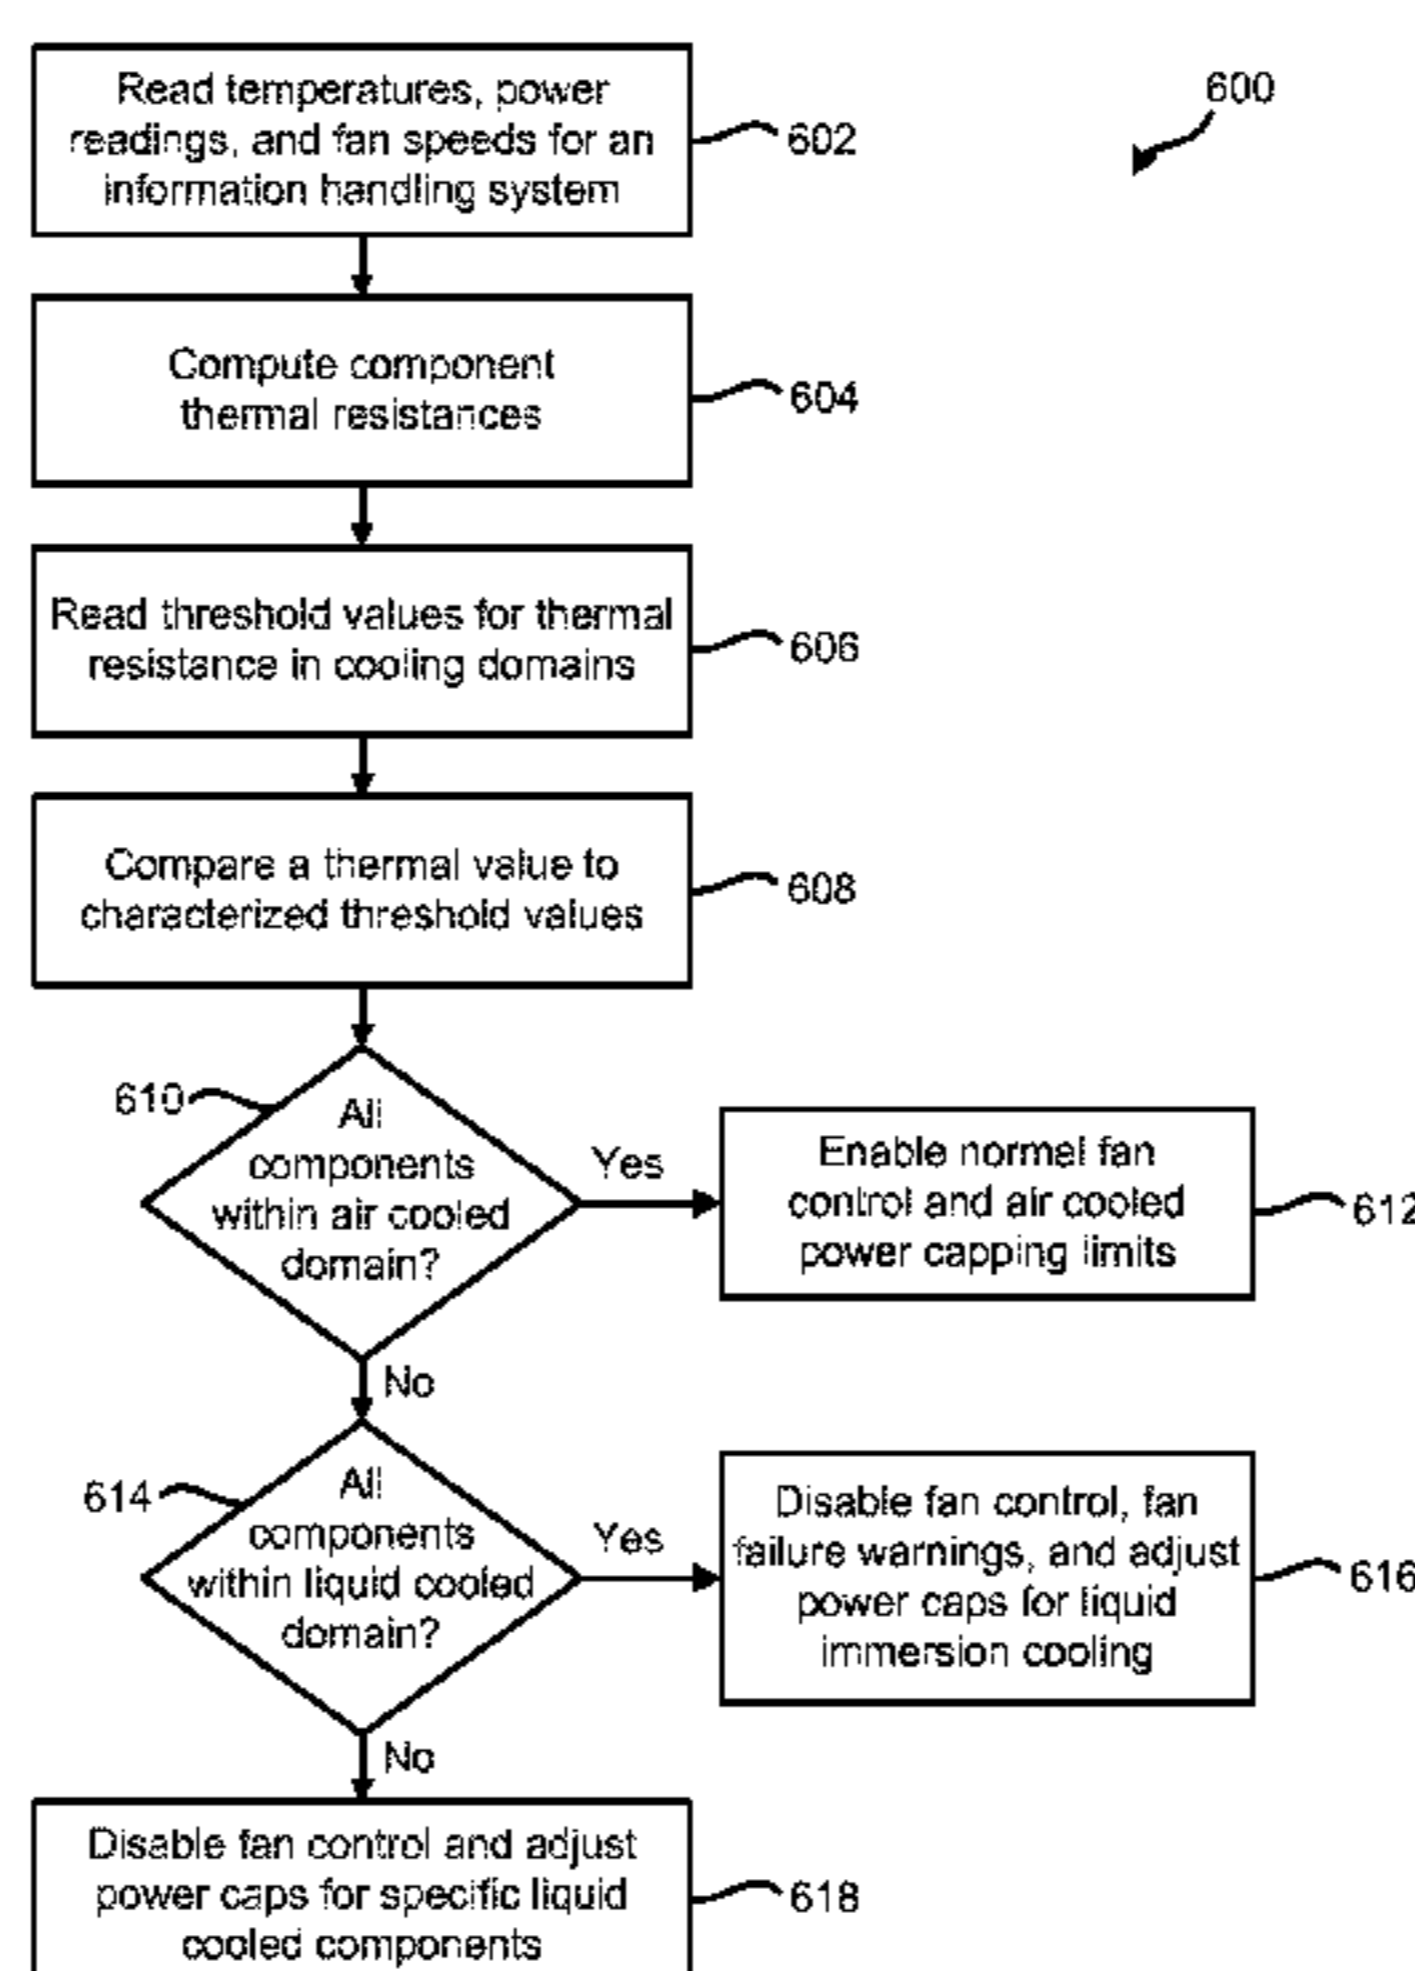 600
Read temperatures, power
readings, and fan speeds for an
information handling system
602
Compute component
thermal resistances
604
Read threshold values for thermal
resistance in cooling domains
606
Compare a thermal value to
characterized threshold values
608
610
All
components
within air cooled
domain?
Yes
Enable normal fan
control and air cooled
power capping limits
612
No
614
All
components
within liquid cooled
domain?
Yes
Disable fan control, fan
failure warnings, and adjust
power caps for liquid
immersion cooling
616
No
Disable fan control and adjust
power caps for specific liquid
cooled components
618